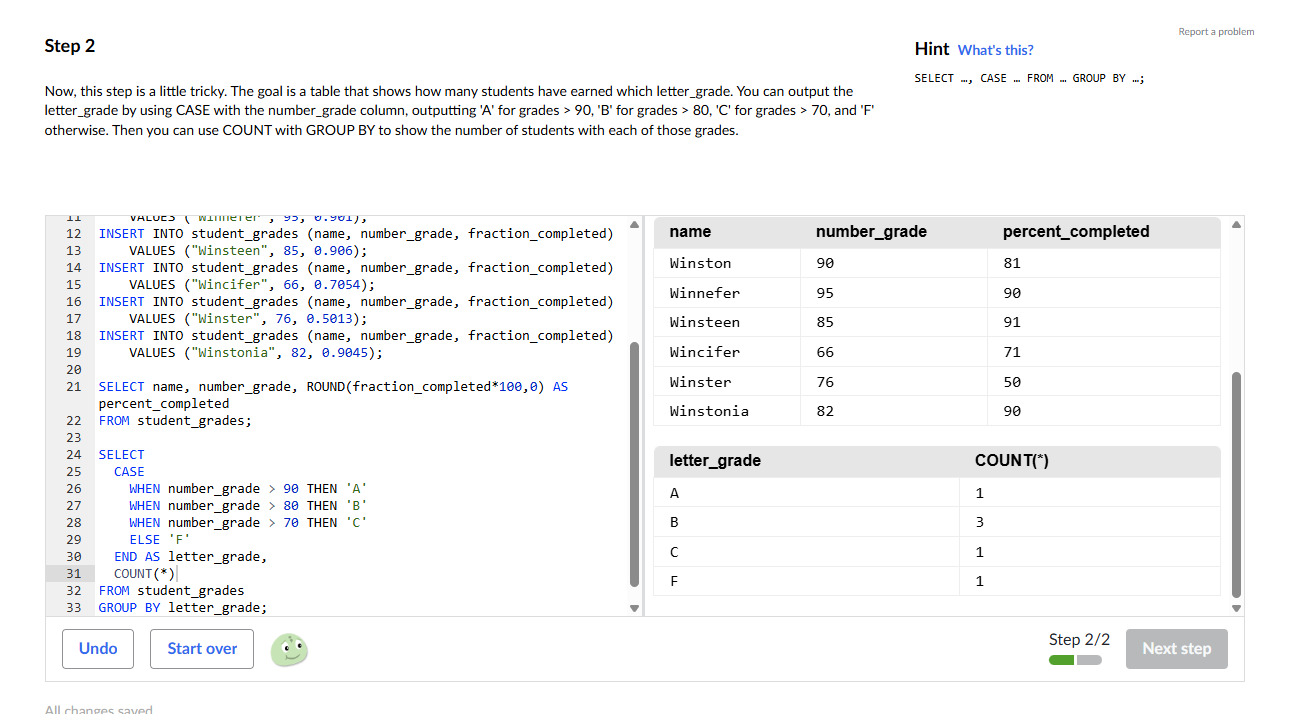 Report a problem
Step 2
Hint What's this?
SELECT …, CASE … FROM … GROUP BY …;
Now, this step is a little tricky. The goal is a table that shows how many students have earned which letter_grade. You can output the
letter_grade by using CASE with the number_grade column, outputting 'A' for grades > 90, 'B' for grades > 80, 'C' for grades > 70, and 'F'
otherwise. Then you can use COUNT with GROUP BY to show the number of students with each of those grades.
11 VALUES ("Winnefer", 95, 0.901);
12 INSERT INTO student_grades (name, number_grade, fraction_completed)
13 VALUES ("Winsteen", 85, 0.906);
14 INSERT INTO student_grades (name, number_grade, fraction_completed)
15 VALUES ("Wincifer", 66, 0.7054);
16 INSERT INTO student_grades (name, number_grade, fraction_completed)
17 VALUES ("Winster", 76, 0.5013);
18 INSERT INTO student_grades (name, number_grade, fraction_completed)
19 VALUES ("Winstonia", 82, 0.9045);
20
21 SELECT name, number_grade, ROUND(fraction_completed*100,0) AS
percent_completed
22 FROM student_grades;
23
24 SELECT
25 CASE
26 WHEN number_grade > 90 THEN 'A'
27 WHEN number_grade > 80 THEN 'B'
28 WHEN number_grade > 70 THEN 'C'
29 ELSE 'F'
30 END AS letter_grade,
31 COUNT(*)
32 FROM student_grades
33 GROUP BY letter_grade;
name number_grade percent_completed
Winston 90 81
Winnefer 95 90
Winsteen 85 91
Wincifer 66 71
Winster 76 50
Winstonia 82 90
letter_grade COUNT(*)
A 1
B 3
C 1
F 1
Undo
Start over
Step 2/2
Next step
All changes saved